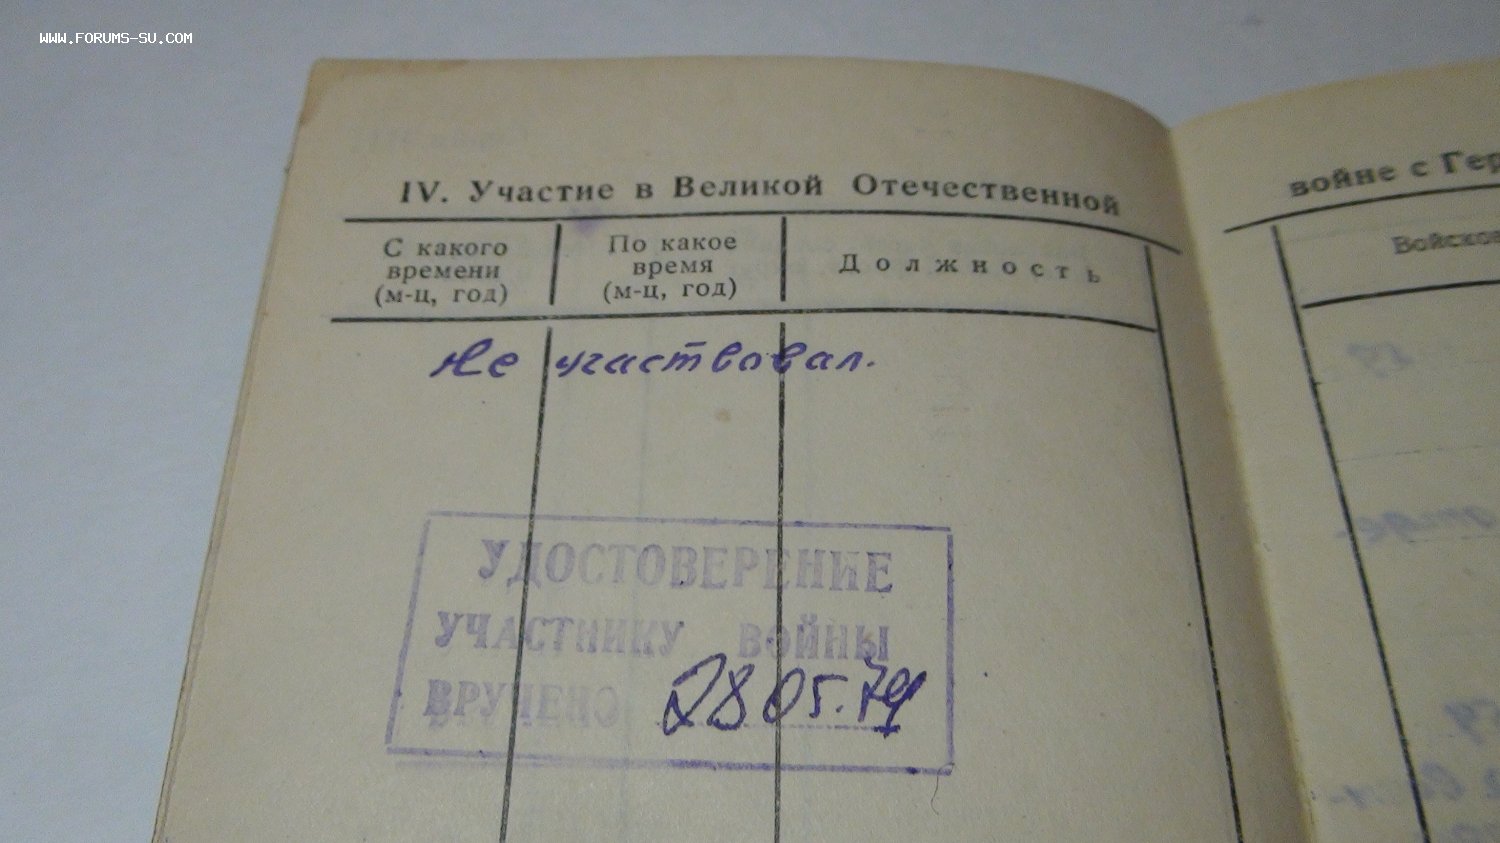 WWW.FORUMS-SU.COM
IV. Участие в Великой Отечественной
С какого
времени
(м-ц, год)
По какое
время
(м-ц, год)
Должность
Не участвовал.
УДОСТОВЕРЕНИЕ
УЧАСТНИКУ ВОЙНЫ
ВРУЧЕНО 28 05.79
войне с Гер
Войсков